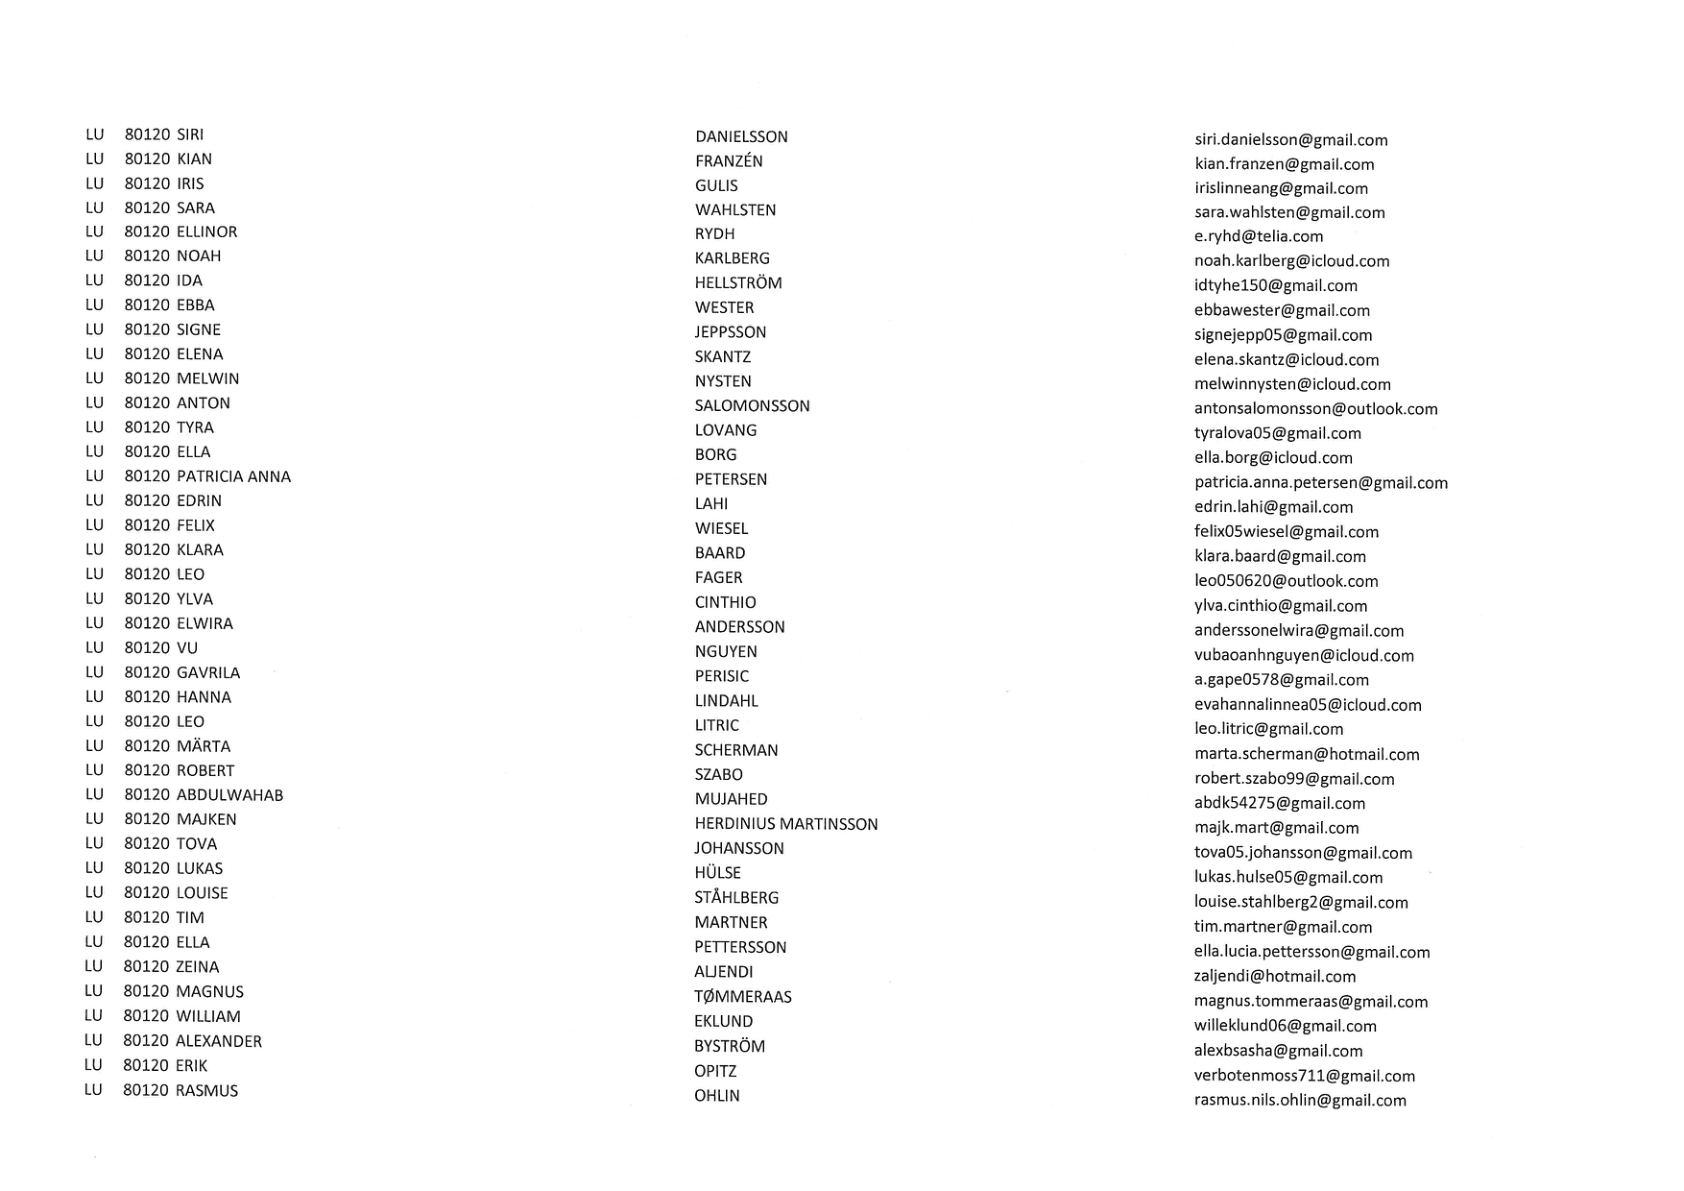 LU 80120 SIRI DANIELSSON siri.danielsson@gmail.com
LU 80120 KIAN FRANZÉN kian.franzen@gmail.com
LU 80120 IRIS GULIS irislinneang@gmail.com
LU 80120 SARA WAHLSTEN sara.wahlsten@gmail.com
LU 80120 ELLINOR RYDH e.ryhd@telia.com
LU 80120 NOAH KARLBERG noah.karlberg@icloud.com
LU 80120 IDA HELLSTRÖM idtyhe150@gmail.com
LU 80120 EBBA WESTER ebbawester@gmail.com
LU 80120 SIGNE JEPPSSON signejepp05@gmail.com
LU 80120 ELENA SKANTZ elena.skantz@icloud.com
LU 80120 MELWIN NYSTEN melwinnysten@icloud.com
LU 80120 ANTON SALOMONSSON antonsalomonsson@outlook.com
LU 80120 TYRA LOVANG tyralova05@gmail.com
LU 80120 ELLA BORG ella.borg@icloud.com
LU 80120 PATRICIA ANNA PETERSEN patricia.anna.petersen@gmail.com
LU 80120 EDRIN LAHI edrin.lahi@gmail.com
LU 80120 FELIX WIESEL felix05wiesel@gmail.com
LU 80120 KLARA BAARD klara.baard@gmail.com
LU 80120 LEO FAGER leo050620@outlook.com
LU 80120 YLVA CINTHIO ylva.cinthio@gmail.com
LU 80120 ELWIRA ANDERSSON anderssonelwira@gmail.com
LU 80120 VU NGUYEN vubaoanhnguyen@icloud.com
LU 80120 GAVRILA PERISIC a.gape0578@gmail.com
LU 80120 HANNA LINDAHL evahannalinnea05@icloud.com
LU 80120 LEO LITRIC leo.litric@gmail.com
LU 80120 MÄRTA SCHERMAN marta.scherman@hotmail.com
LU 80120 ROBERT SZABO robert.szabo99@gmail.com
LU 80120 ABDULWAHAB MUJAHED abdk54275@gmail.com
LU 80120 MAJKEN HERDINIUS MARTINSSON majk.mart@gmail.com
LU 80120 TOVA JOHANSSON tova05.johansson@gmail.com
LU 80120 LUKAS HÜLSE lukas.hulse05@gmail.com
LU 80120 LOUISE STÅHLBERG louise.stahlberg2@gmail.com
LU 80120 TIM MARTNER tim.martner@gmail.com
LU 80120 ELLA PETTERSSON ella.lucia.pettersson@gmail.com
LU 80120 ZEINA ALJENDI zaljendi@hotmail.com
LU 80120 MAGNUS TØMMERAAS magnus.tommeraas@gmail.com
LU 80120 WILLIAM EKLUND willeklund06@gmail.com
LU 80120 ALEXANDER BYSTRÖM alexbsasha@gmail.com
LU 80120 ERIK OPITZ verbotenmoss711@gmail.com
LU 80120 RASMUS OHLIN rasmus.nils.ohlin@gmail.com